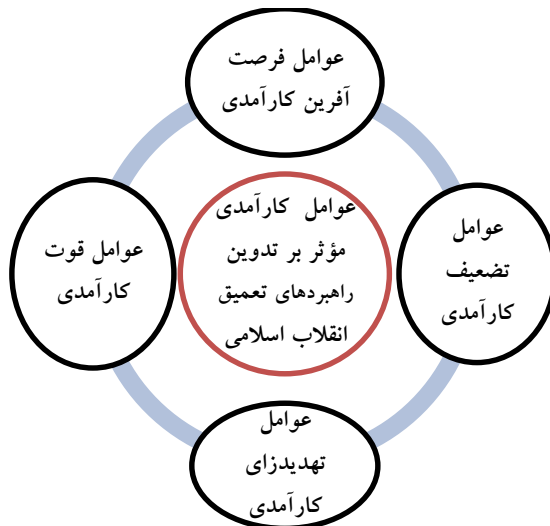 عوامل فرصت
آفرین کارآمدی
عوامل
تضعیف
کارآمدی
عوامل کارآمدی
مؤثر بر تدوین
راهبردهای تعمیق
انقلاب اسلامی
عوامل قوت
کارآمدی
عوامل
تهدیدزای
کارآمدی